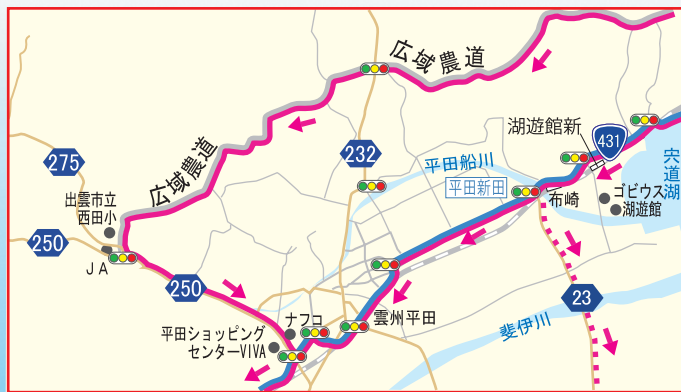 広域農道
湖遊館新田
431
宍道湖
275
232
平田船川
広域農道
平田新田
布崎
ゴビウス
湖遊館
出雲市立
西田小
250
JA
250
23
ナフコ
雲州平田
斐伊川
平田ショッピング
センターVIVA